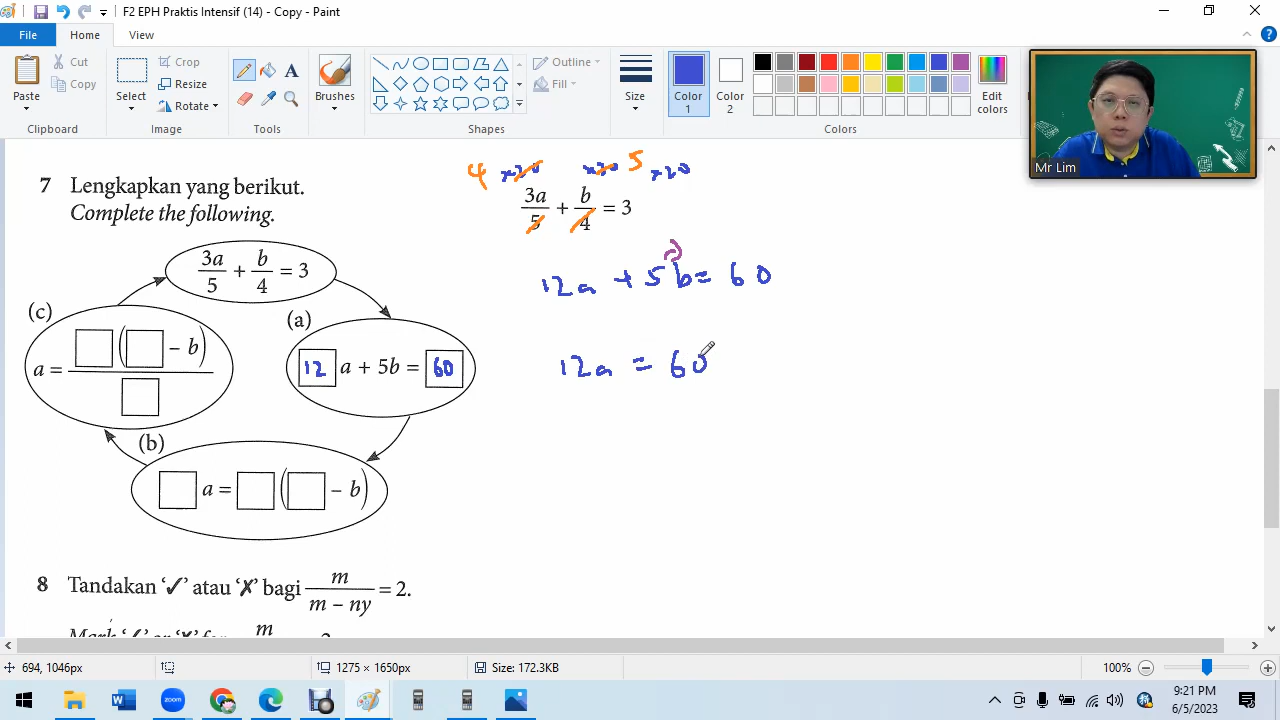 F2 EPH Praktis Intensif (14) - Copy - Paint
File Home View
Paste Cut Copy Clipboard
Select Crop Resize Rotate Image
Tools
Brushes
Shapes Outline Fill
Size
Color 1 Color 2 Edit colors Colors
Mr Lim
7 Lengkapkan yang berikut.
Complete the following.
3a/5 + b/4 = 3
(a)
12 a + 5b = 60
(b)
□ a = □ (□ – b)
(c)
a = □ (□ – b) / □
4 ×20 ×20 5 ×20
3a/5 + b/4 = 3
12a + 5b = 60
12a = 60
8 Tandakan ‘✓’ atau ‘✗’ bagi m/(m – ny) = 2.
694, 1046px 1275 × 1650px Size: 172.3KB 100%
zoom
9:21 PM
6/5/2023